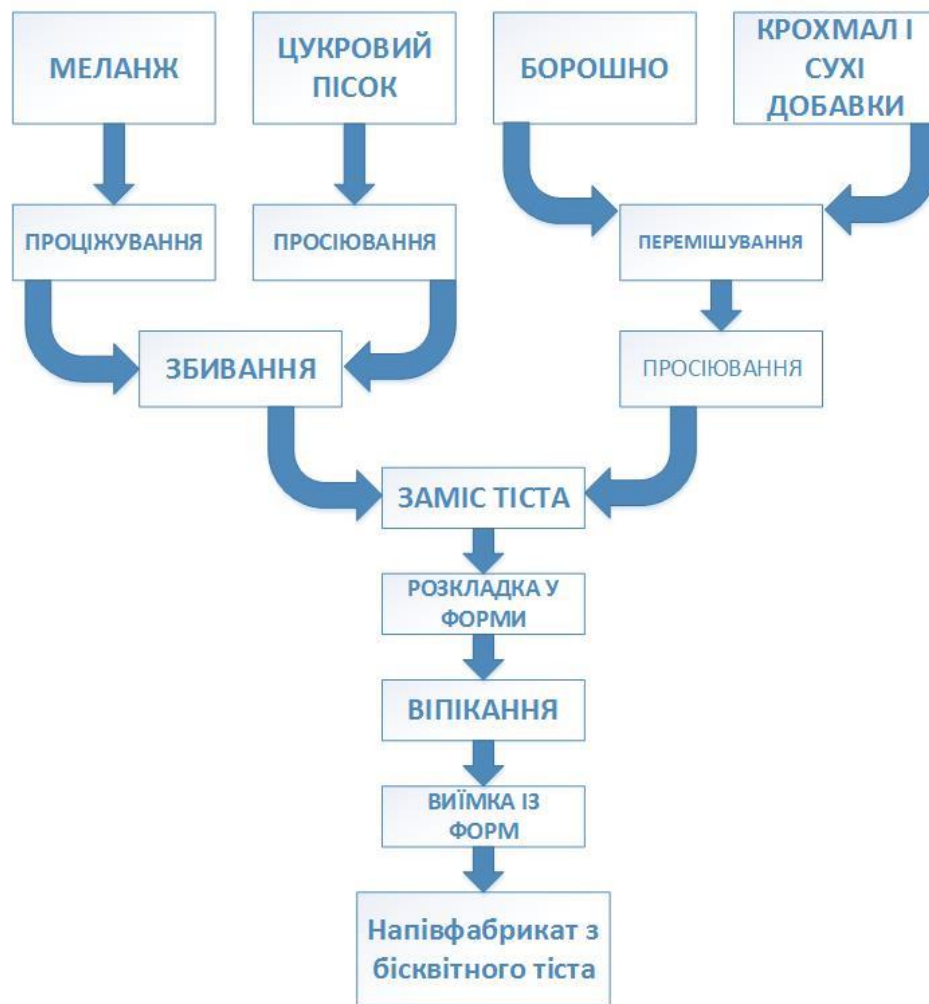 МЕЛАНЖ
ЦУКРОВИЙ
ПІСОК
БОРОШНО
КРОХМАЛ І
СУХІ
ДОБАВКИ
ПРОЦІЖУВАННЯ
ПРОСІЮВАННЯ
ПЕРЕМІШУВАННЯ
ЗБИВАННЯ
ПРОСІЮВАННЯ
ЗАМІС ТІСТА
РОЗКЛАДКА У
ФОРМИ
ВІПІКАННЯ
ВИЇМКА ІЗ
ФОРМ
Напівфабрикат з
бісквітного тіста